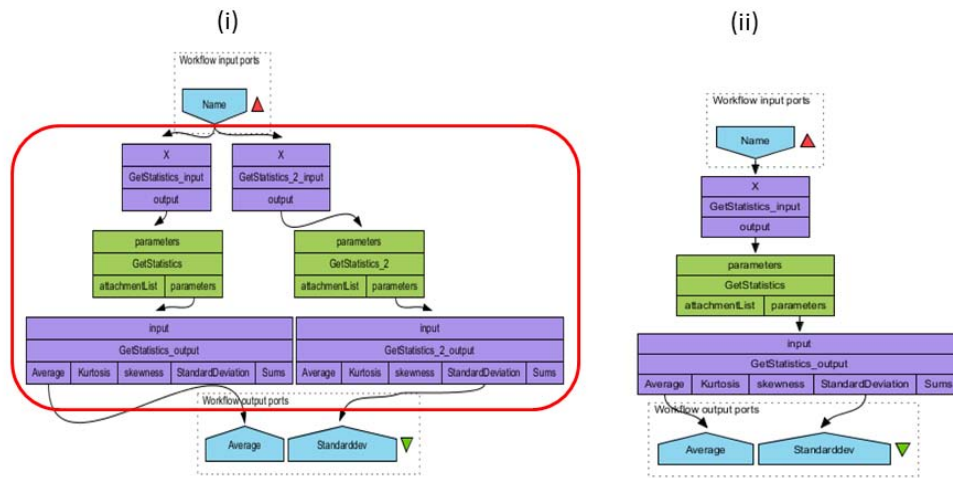 (i)
Workflow input ports
Name
X X
GetStatistics_input GetStatistics_2_input
output output
parameters parameters
GetStatistics GetStatistics_2
attachmentList parameters attachmentList parameters
input input
GetStatistics_output GetStatistics_2_output
Average Kurtosis skewness StandardDeviation Sums Average Kurtosis skewness StandardDeviation Sums
Workflow output ports
Average Standarddev
(ii)
Workflow input ports
Name
X
GetStatistics_input
output
parameters
GetStatistics
attachmentList parameters
input
GetStatistics_output
Average Kurtosis skewness StandardDeviation Sums
Workflow output ports
Average Standarddev